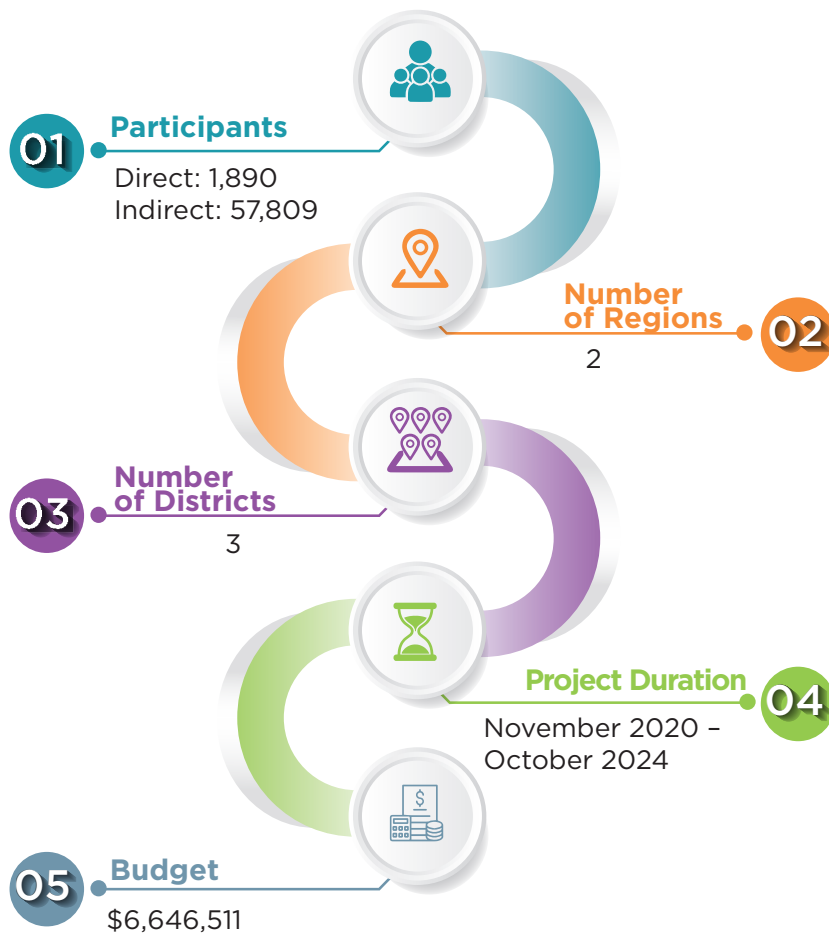 01
Participants
Direct: 1,890
Indirect: 57,809
Number
of Regions
02
2
03
Number
of Districts
3
Project Duration
04
November 2020 –
October 2024
$
05
Budget
$6,646,511